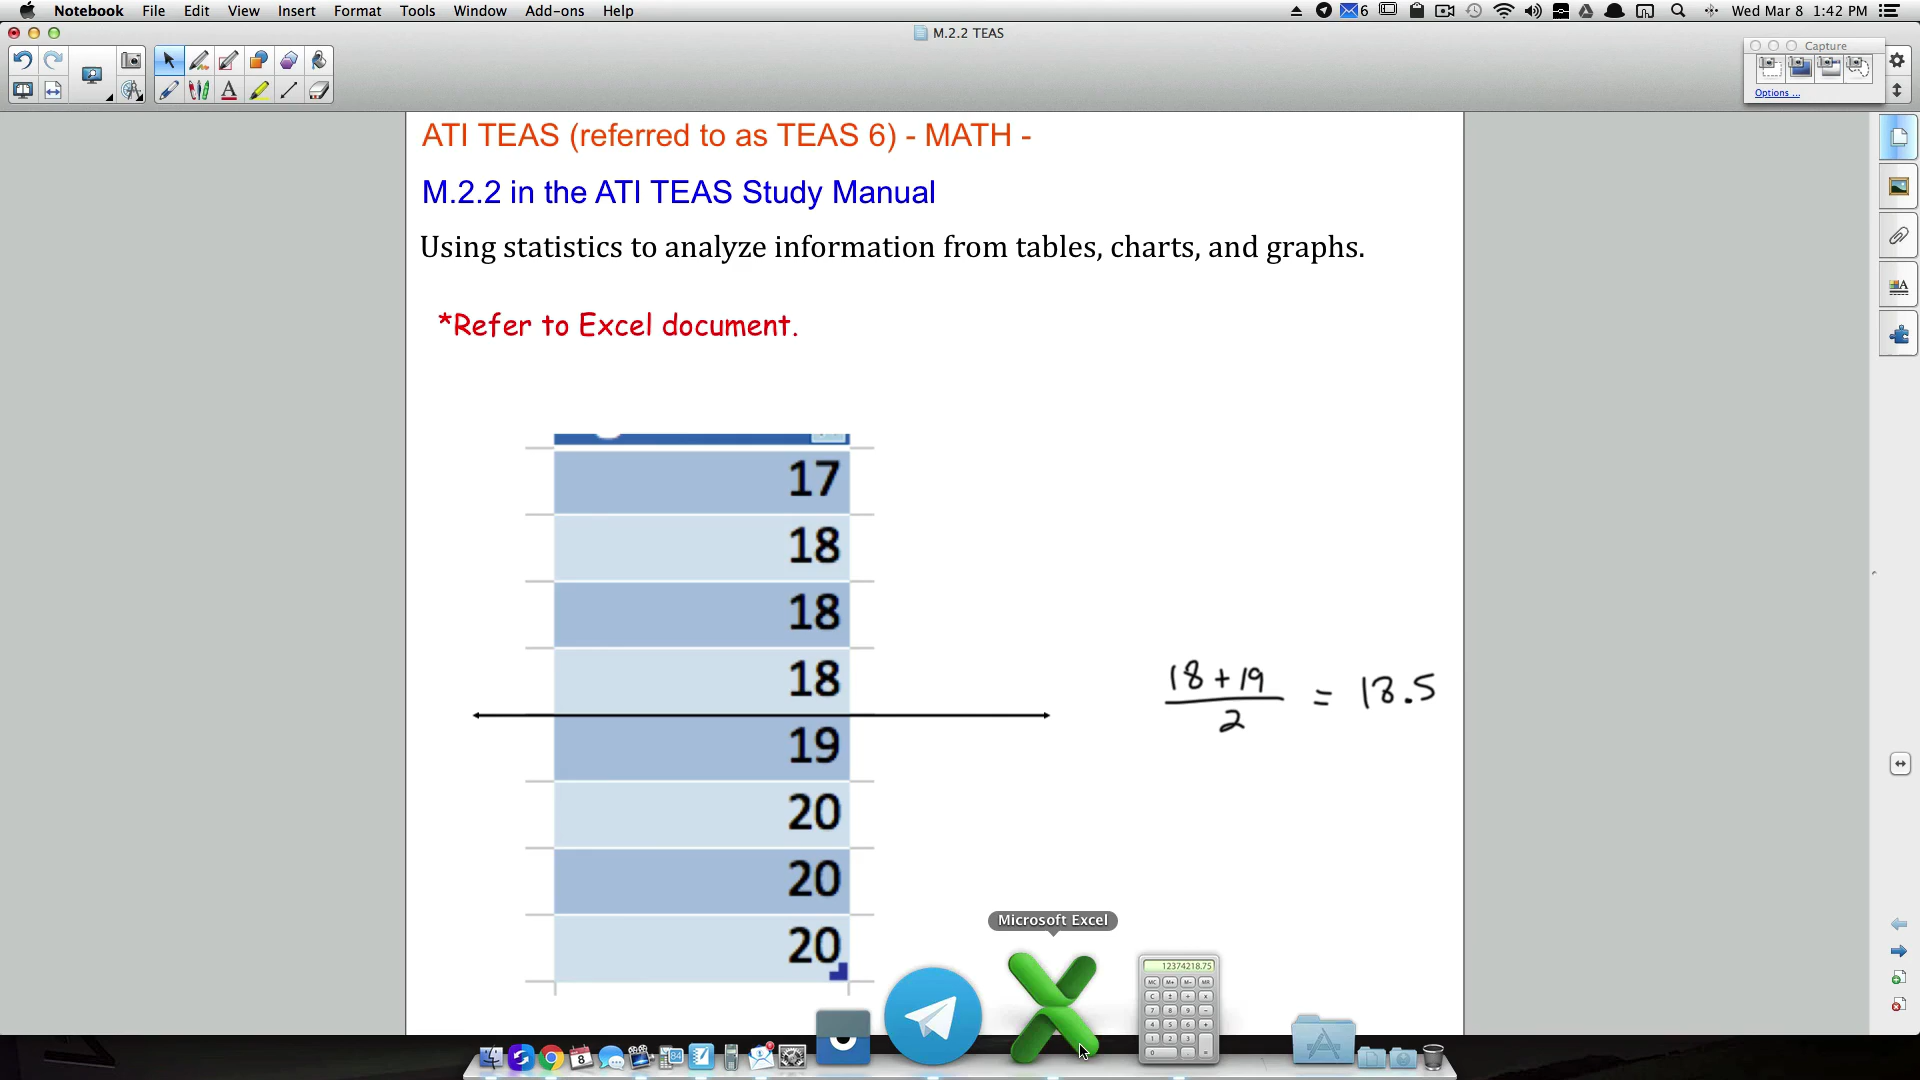 Notebook File Edit View Insert Format Tools Window Add-ons Help 6 Wed Mar 8 1:42 PM
M.2.2 TEAS
Capture
Options ...
ATI TEAS (referred to as TEAS 6) - MATH -
M.2.2 in the ATI TEAS Study Manual
Using statistics to analyze information from tables, charts, and graphs.
*Refer to Excel document.
17
18
18
18
19
20
20
20
18 + 19
2
= 18.5
Microsoft Excel
12374218.75